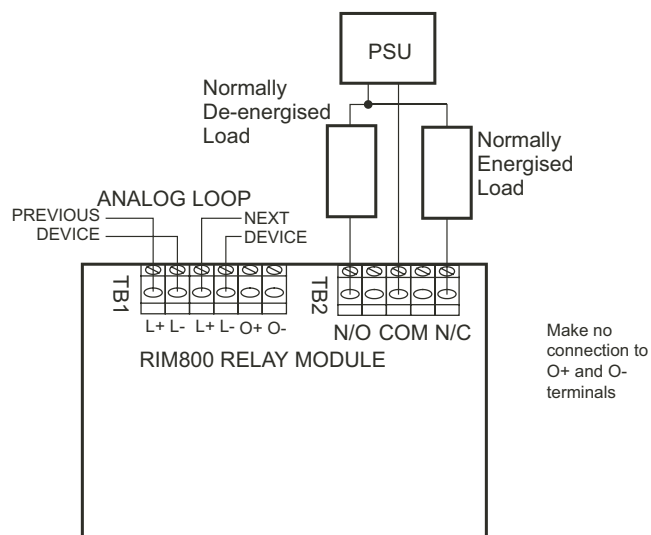 PSU
Normally
De-energised
Load
Normally
Energised
Load
ANALOG LOOP
PREVIOUS
DEVICE
NEXT
DEVICE
TB1
L+ L- L+ L- O+ O-
TB2
N/O COM N/C
RIM800 RELAY MODULE
Make no
connection to
O+ and O-
terminals